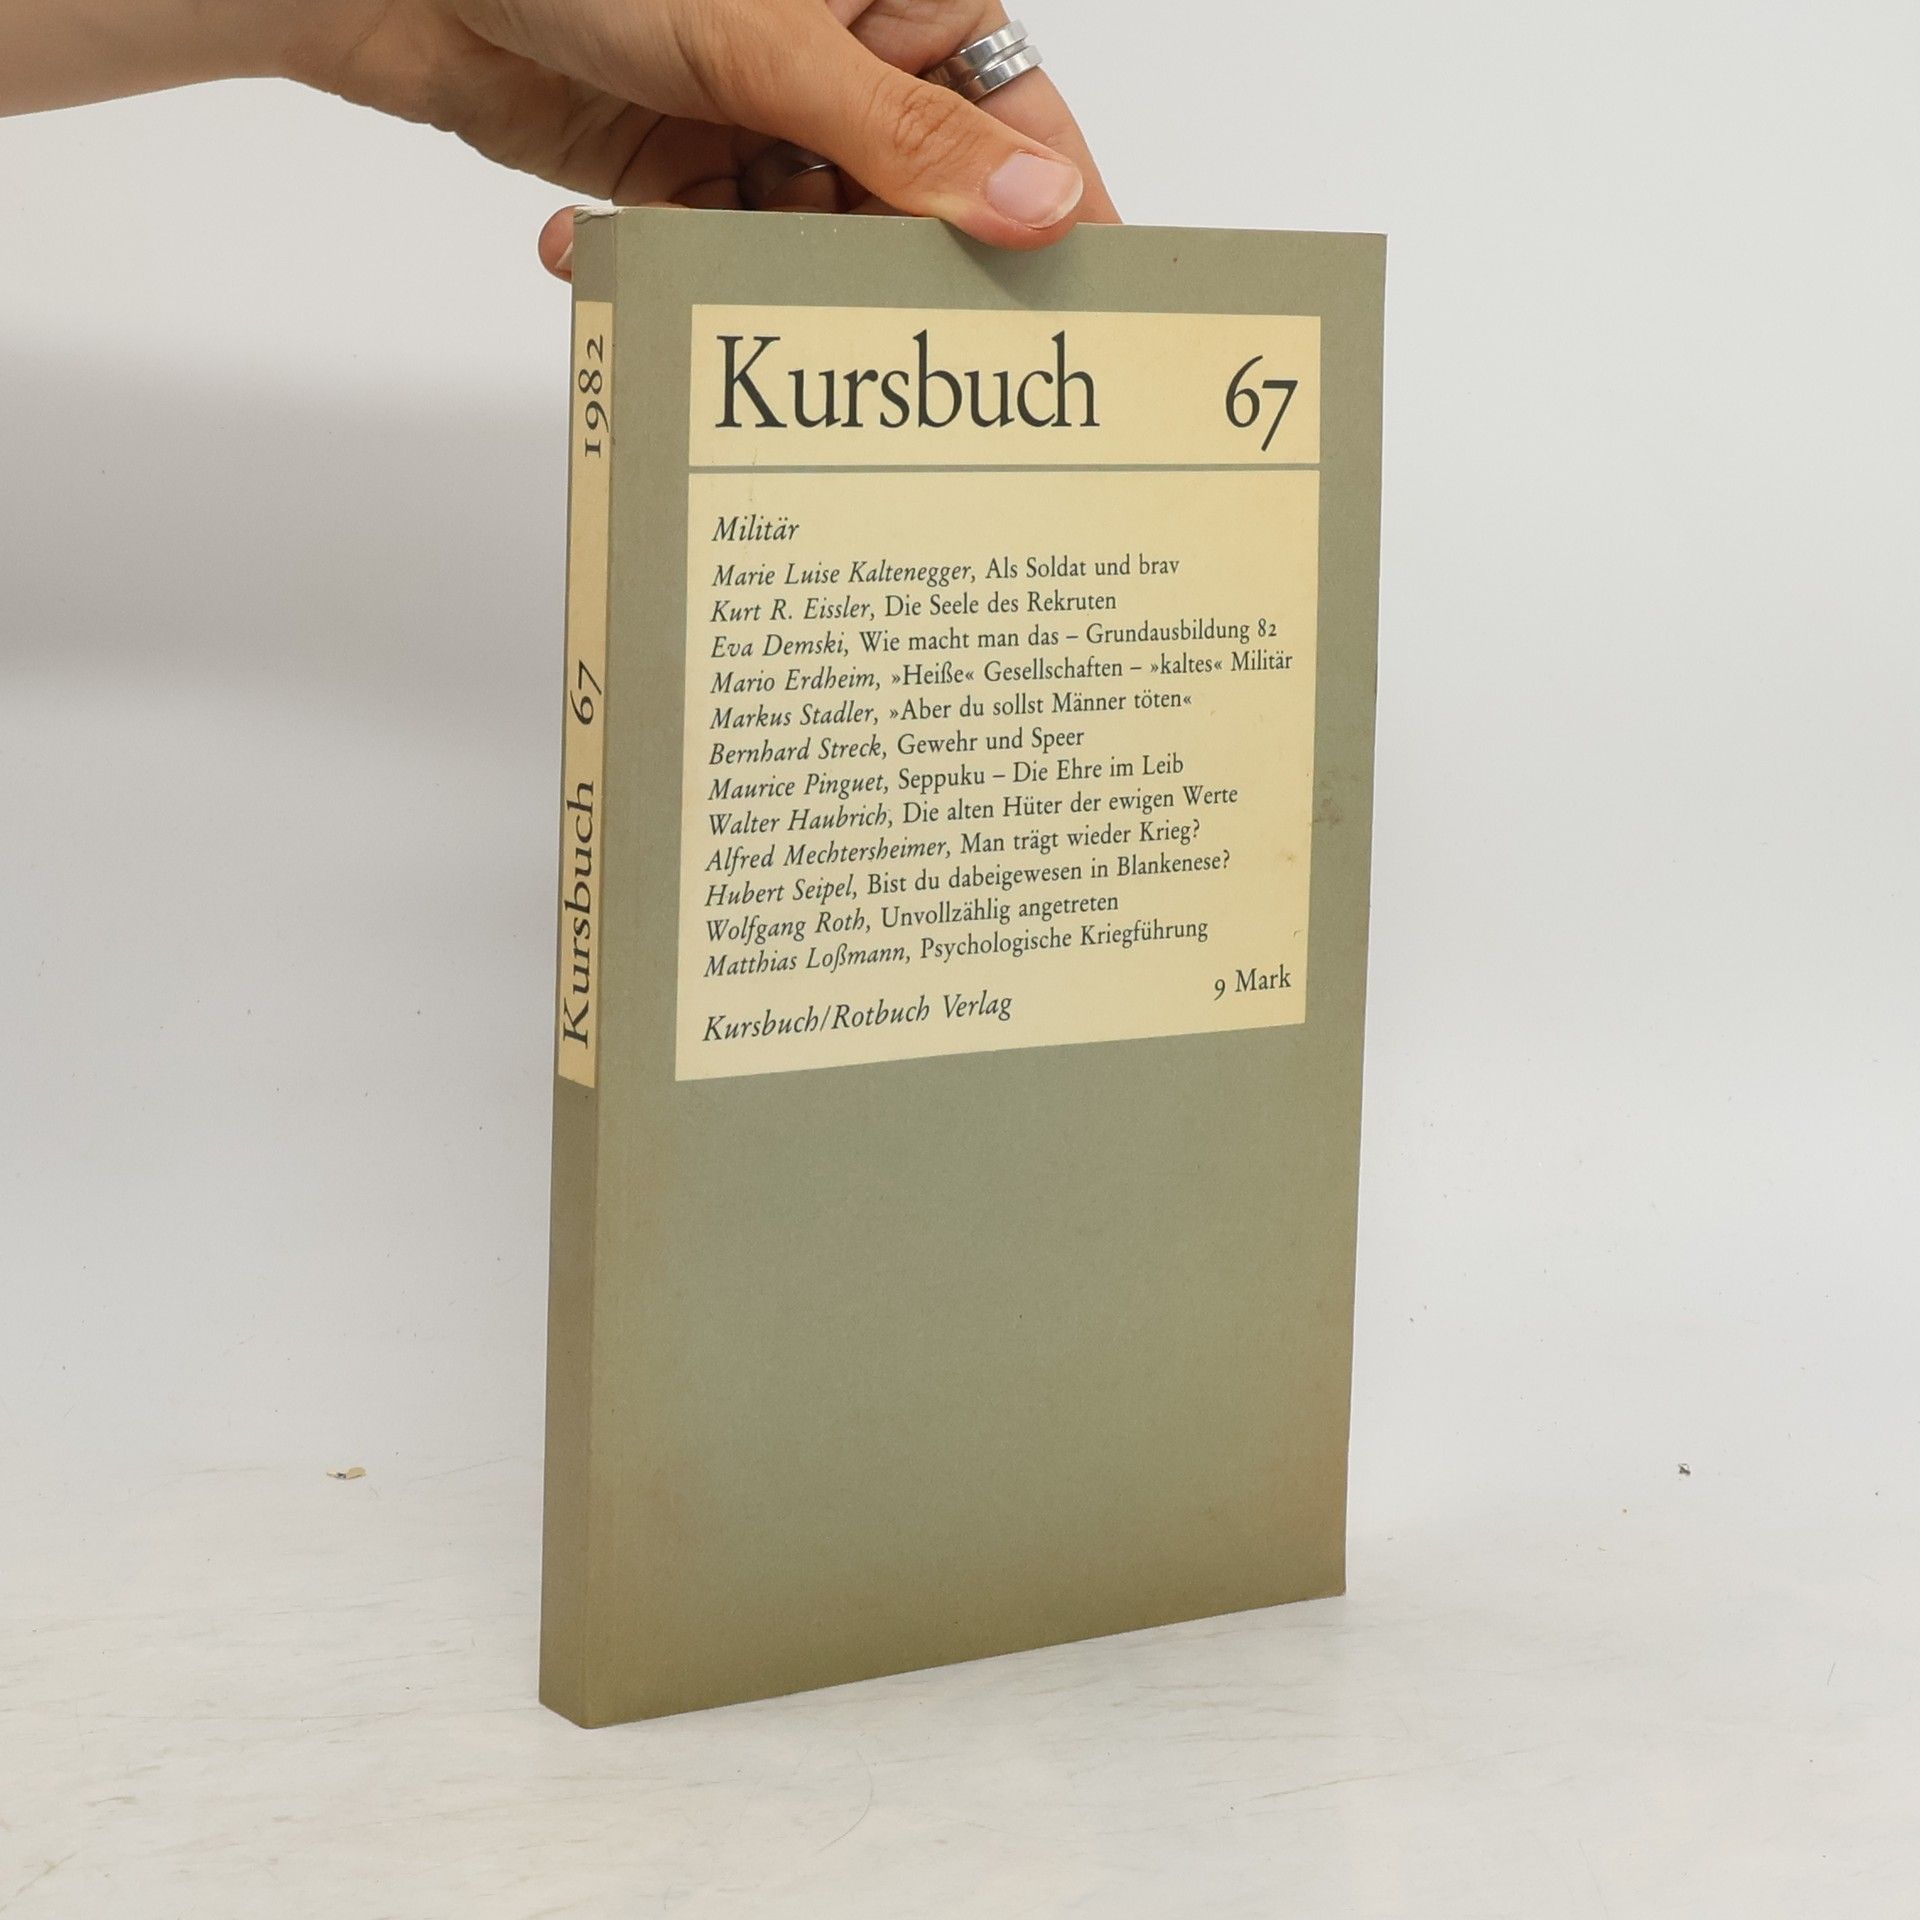 Kursbuch 67 1982
Kursbuch 67
Militär
Marie Luise Kaltenegger, Als Soldat und brav
Kurt R. Eissler, Die Seele des Rekruten
Eva Demski, Wie macht man das – Grundausbildung 82
Mario Erdheim, »Heiße« Gesellschaften – »kaltes« Militär
Markus Stadler, »Aber du sollst Männer töten«
Bernhard Streck, Gewehr und Speer
Maurice Pinguet, Seppuku – Die Ehre im Leib
Walter Haubrich, Die alten Hüter der ewigen Werte
Alfred Mechtersheimer, Man trägt wieder Krieg?
Hubert Seipel, Bist du dabeigewesen in Blankenese?
Wolfgang Roth, Unvollzählig angetreten
Matthias Loßmann, Psychologische Kriegführung
9 Mark
Kursbuch/Rotbuch Verlag